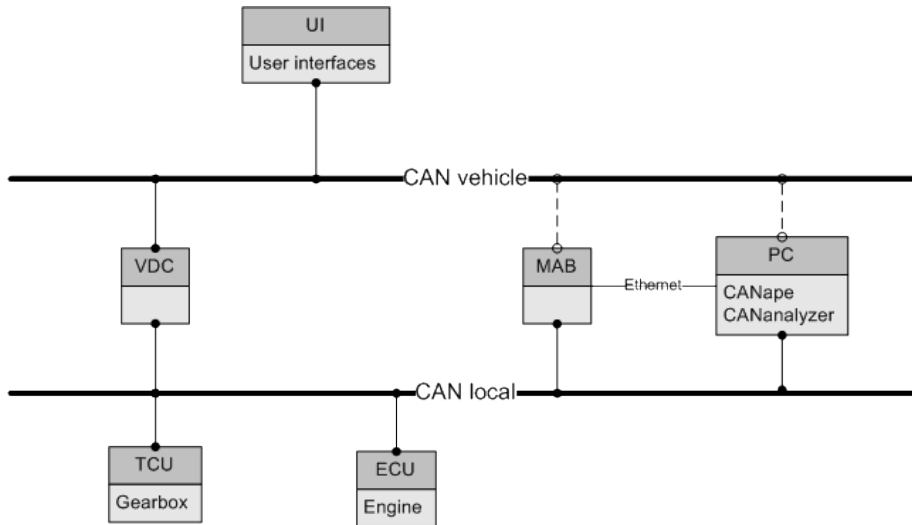 UI
User interfaces
CAN vehicle
VDC
MAB
Ethernet
PC
CANape
CANanalyzer
CAN local
TCU
Gearbox
ECU
Engine